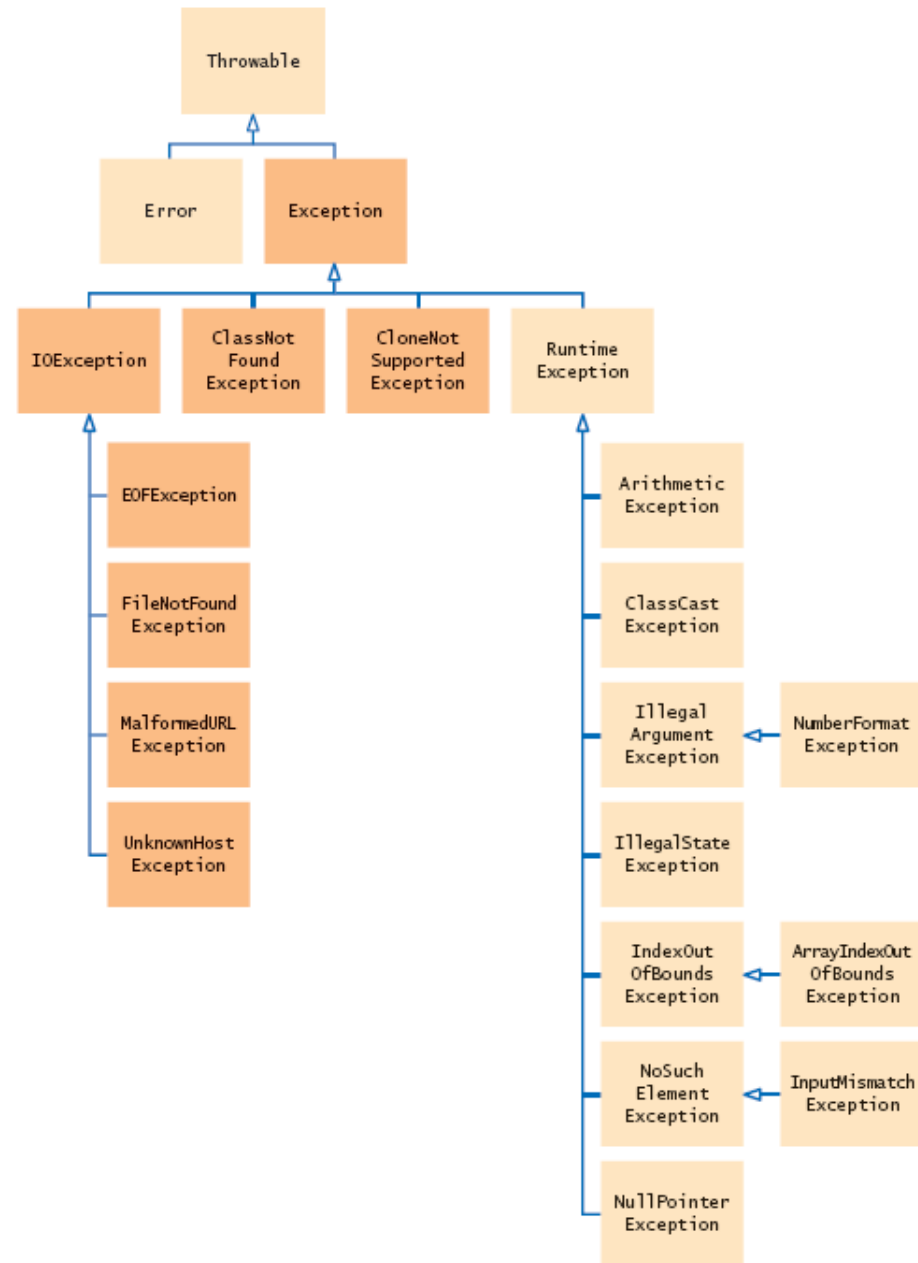 Throwable
Error
Exception
IOException
ClassNot
Found
Exception
CloneNot
Supported
Exception
Runtime
Exception
EOFException
FileNotFound
Exception
MalformedURL
Exception
UnknownHost
Exception
Arithmetic
Exception
ClassCast
Exception
Illegal
Argument
Exception
NumberFormat
Exception
IllegalState
Exception
IndexOut
OfBounds
Exception
ArrayIndexOut
OfBounds
Exception
NoSuch
Element
Exception
InputMismatch
Exception
NullPointer
Exception